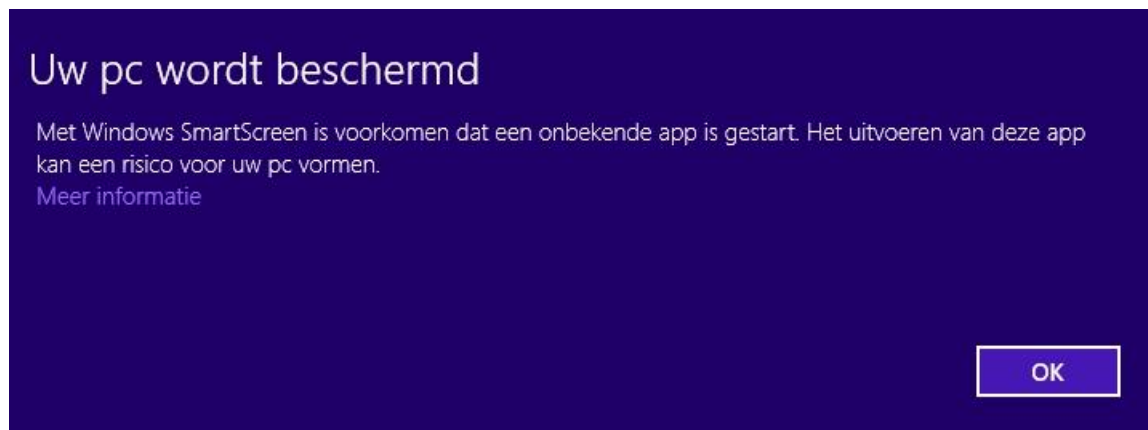 Uw pc wordt beschermd
Met Windows SmartScreen is voorkomen dat een onbekende app is gestart. Het uitvoeren van deze app
kan een risico voor uw pc vormen.
Meer informatie
OK